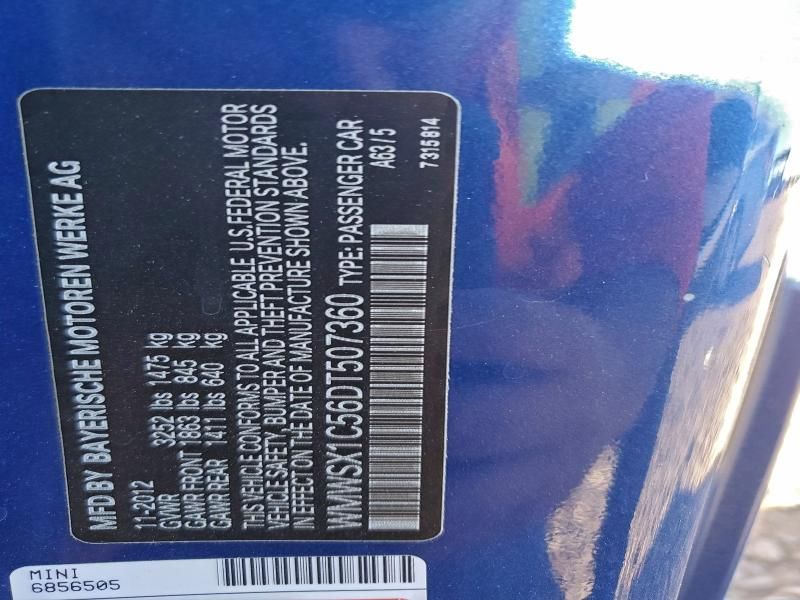 MFD BY BAYERISCHE MOTOREN WERKE AG
11-2012
GVWR 3252 lbs 1475 kg
GAWR FRONT 1863 lbs 845 kg
GAWR REAR 1411 lbs 640 kg
THIS VEHICLE CONFORMS TO ALL APPLICABLE U.S. FEDERAL MOTOR
VEHICLE SAFETY, BUMPER AND THEFT PREVENTION STANDARDS
IN EFFECT ON THE DATE OF MANUFACTURE SHOWN ABOVE.
WMWSX1C56DT507360 TYPE: PASSENGER CAR
A63/5
7315814
MINI
6856505